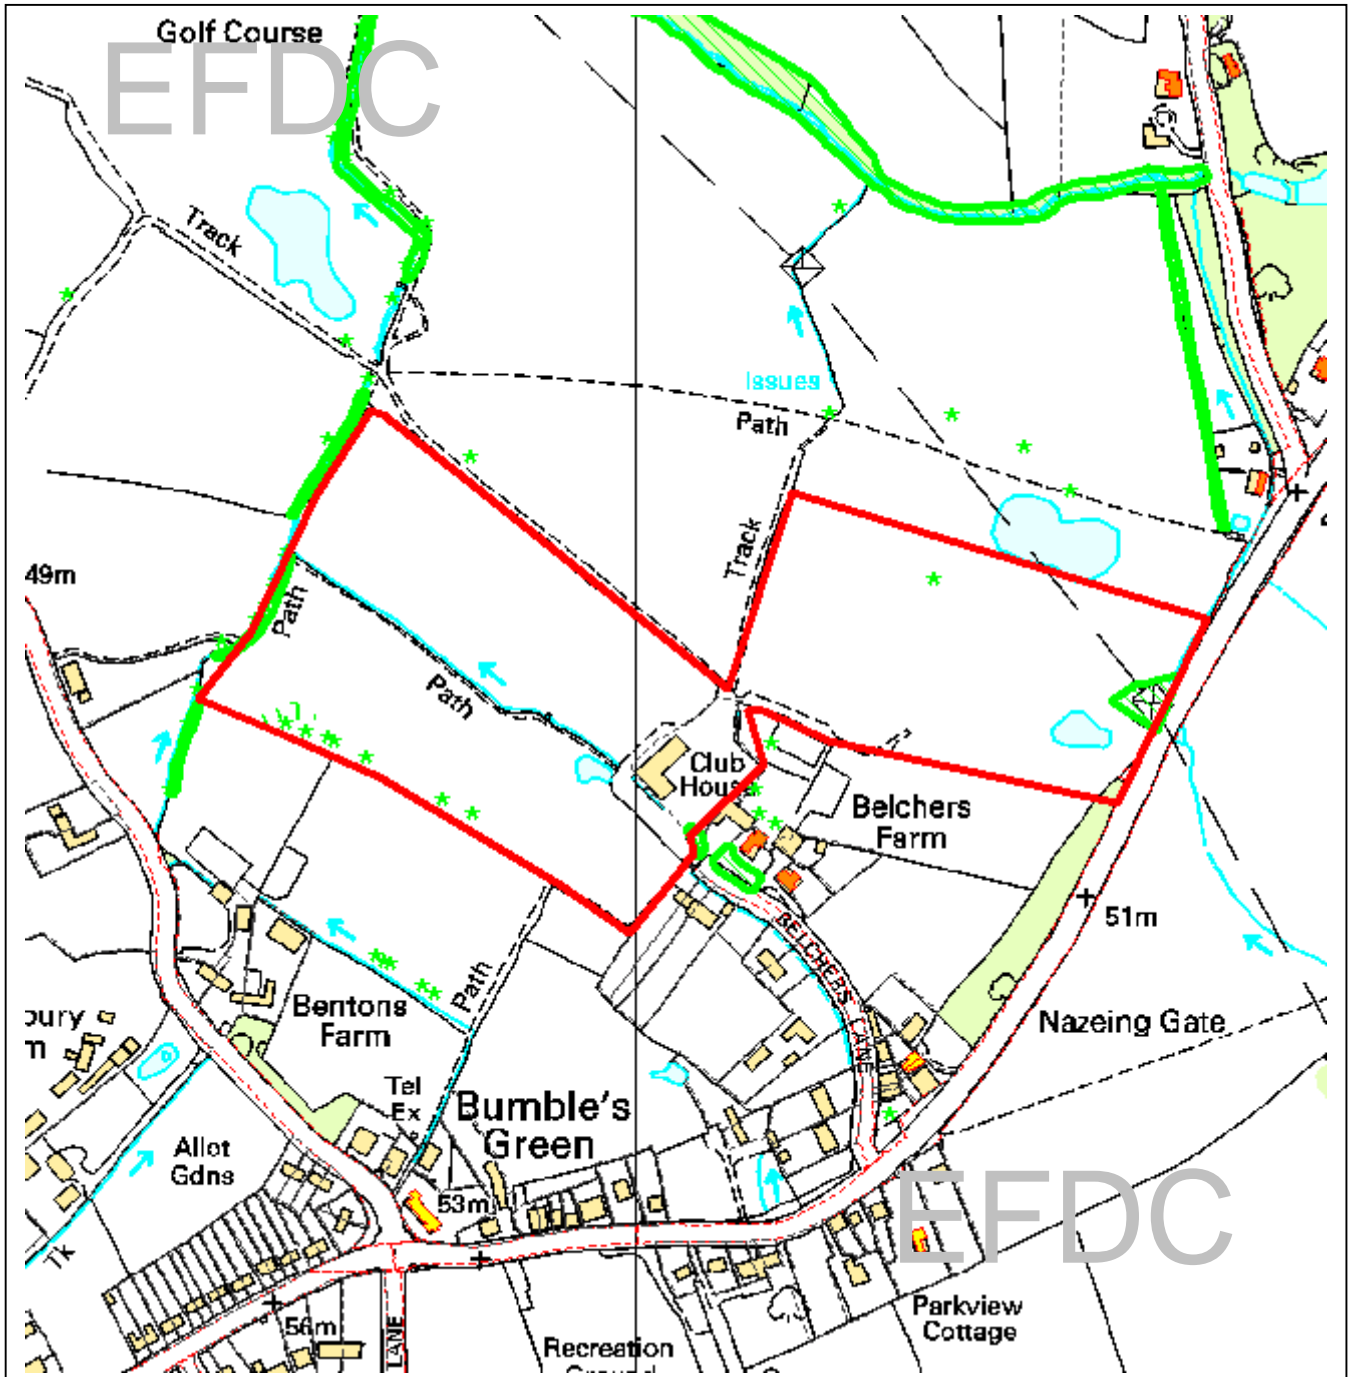 Golf Course
EFDC
Track
Issues
Path
Track
49m
Path
Path
Club
House
Belchers
Farm
51m
BELCHERS LANE
Path
Nazeing Gate
Bentons
Farm
bury
m
Tel
Ex
Bumble's
Green
Allot
Gdns
53m
EFDC
Tk
56m
LANE
Parkview
Cottage
Recreation